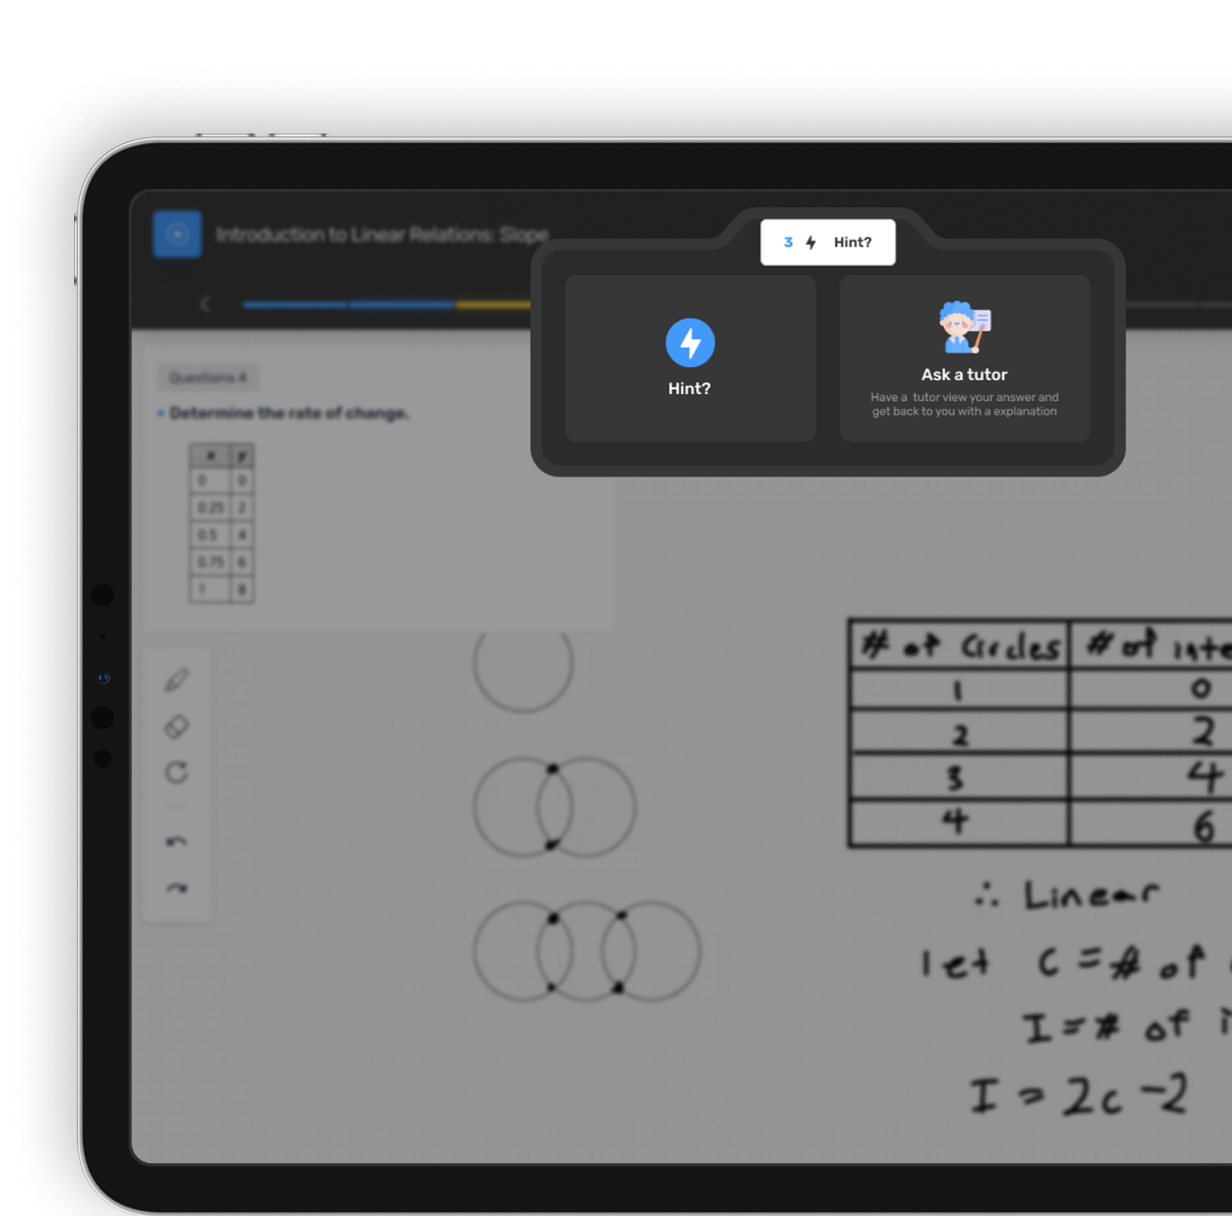 Introduction to Linear Relations: Slope
3 Hint?
Hint?
Ask a tutor
Have a tutor view your answer and
get back to you with a explanation
Questions 4
• Determine the rate of change.
x y
0 0
0.25 2
0.5 4
0.75 6
1 8
# of Circles # of inte
1 0
2 2
3 4
4 6
∴ Linear
let C = # of
I = # of i
I = 2c - 2